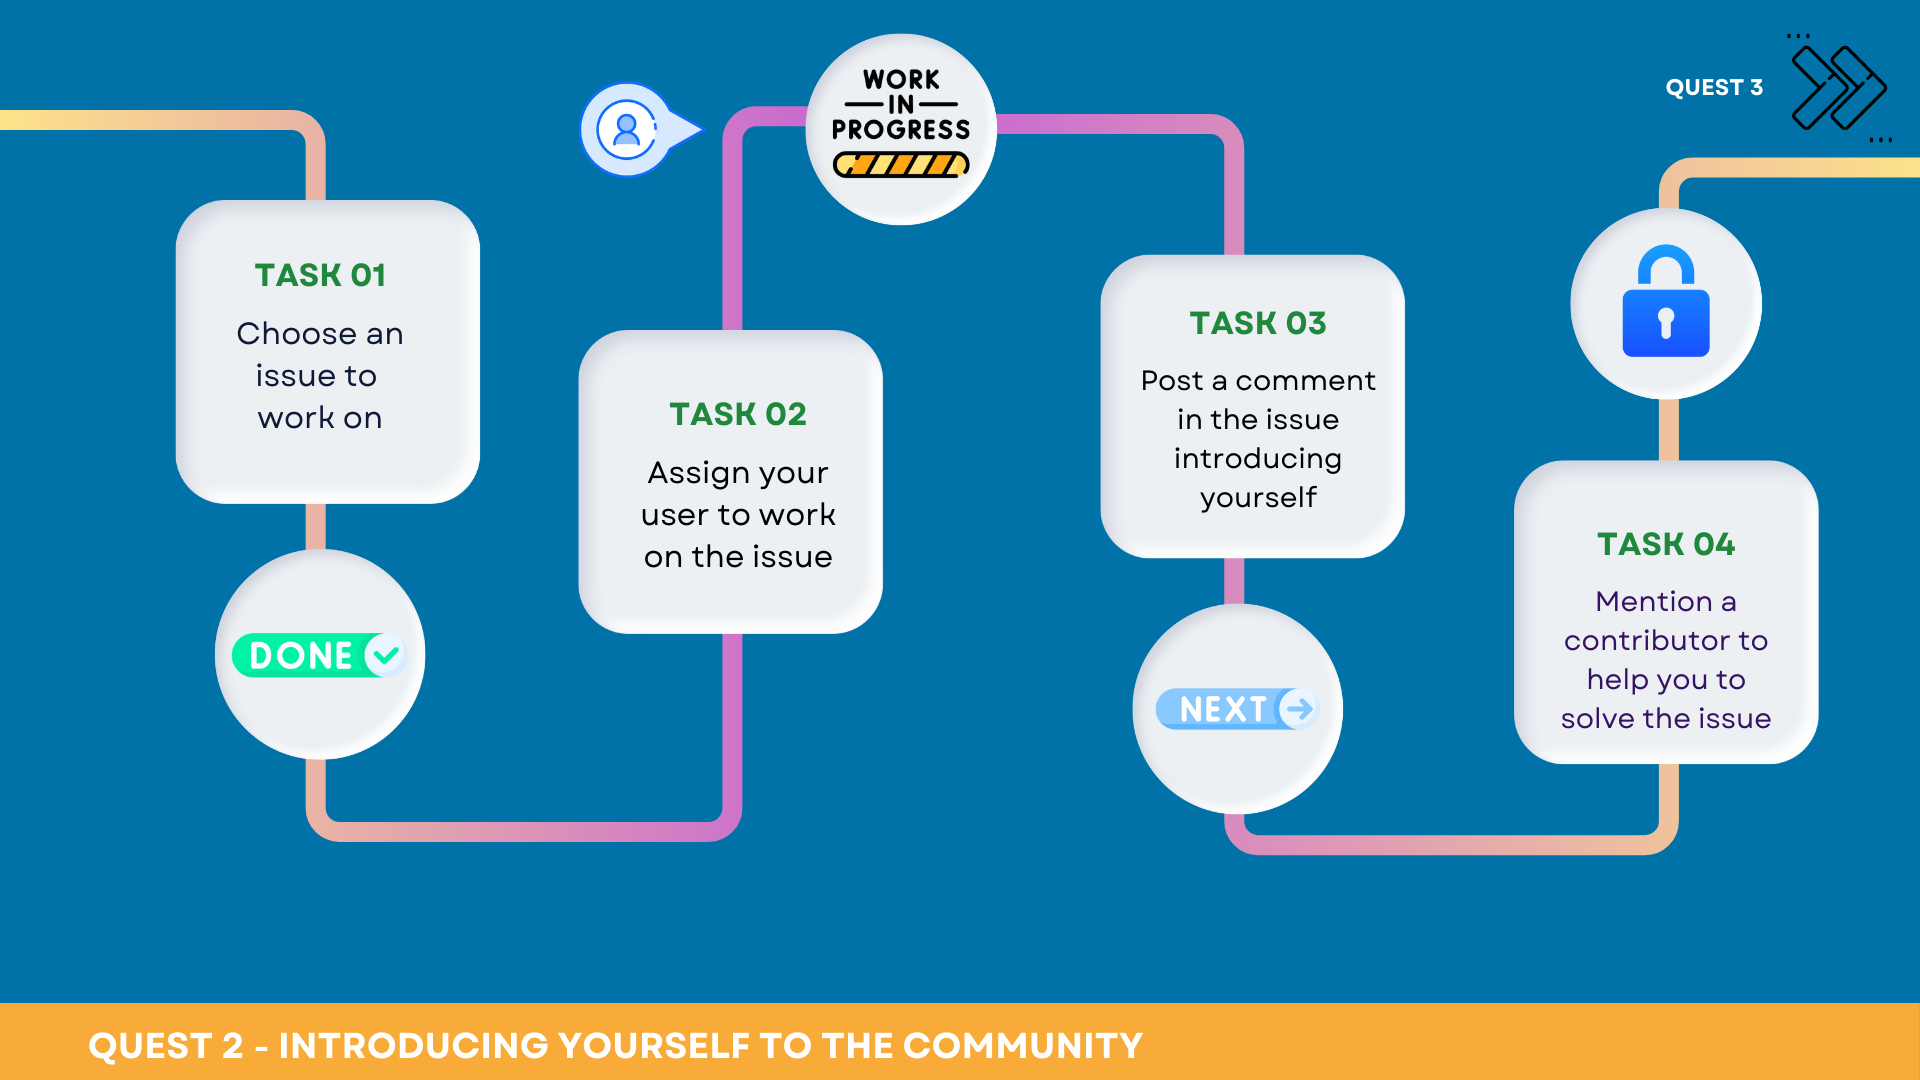 TASK 01
Choose an
issue to
work on
DONE
TASK 02
Assign your
user to work
on the issue
WORK
IN
PROGRESS
TASK 03
Post a comment
in the issue
introducing
yourself
NEXT
TASK 04
Mention a
contributor to
help you to
solve the issue
QUEST 3
QUEST 2 - INTRODUCING YOURSELF TO THE COMMUNITY